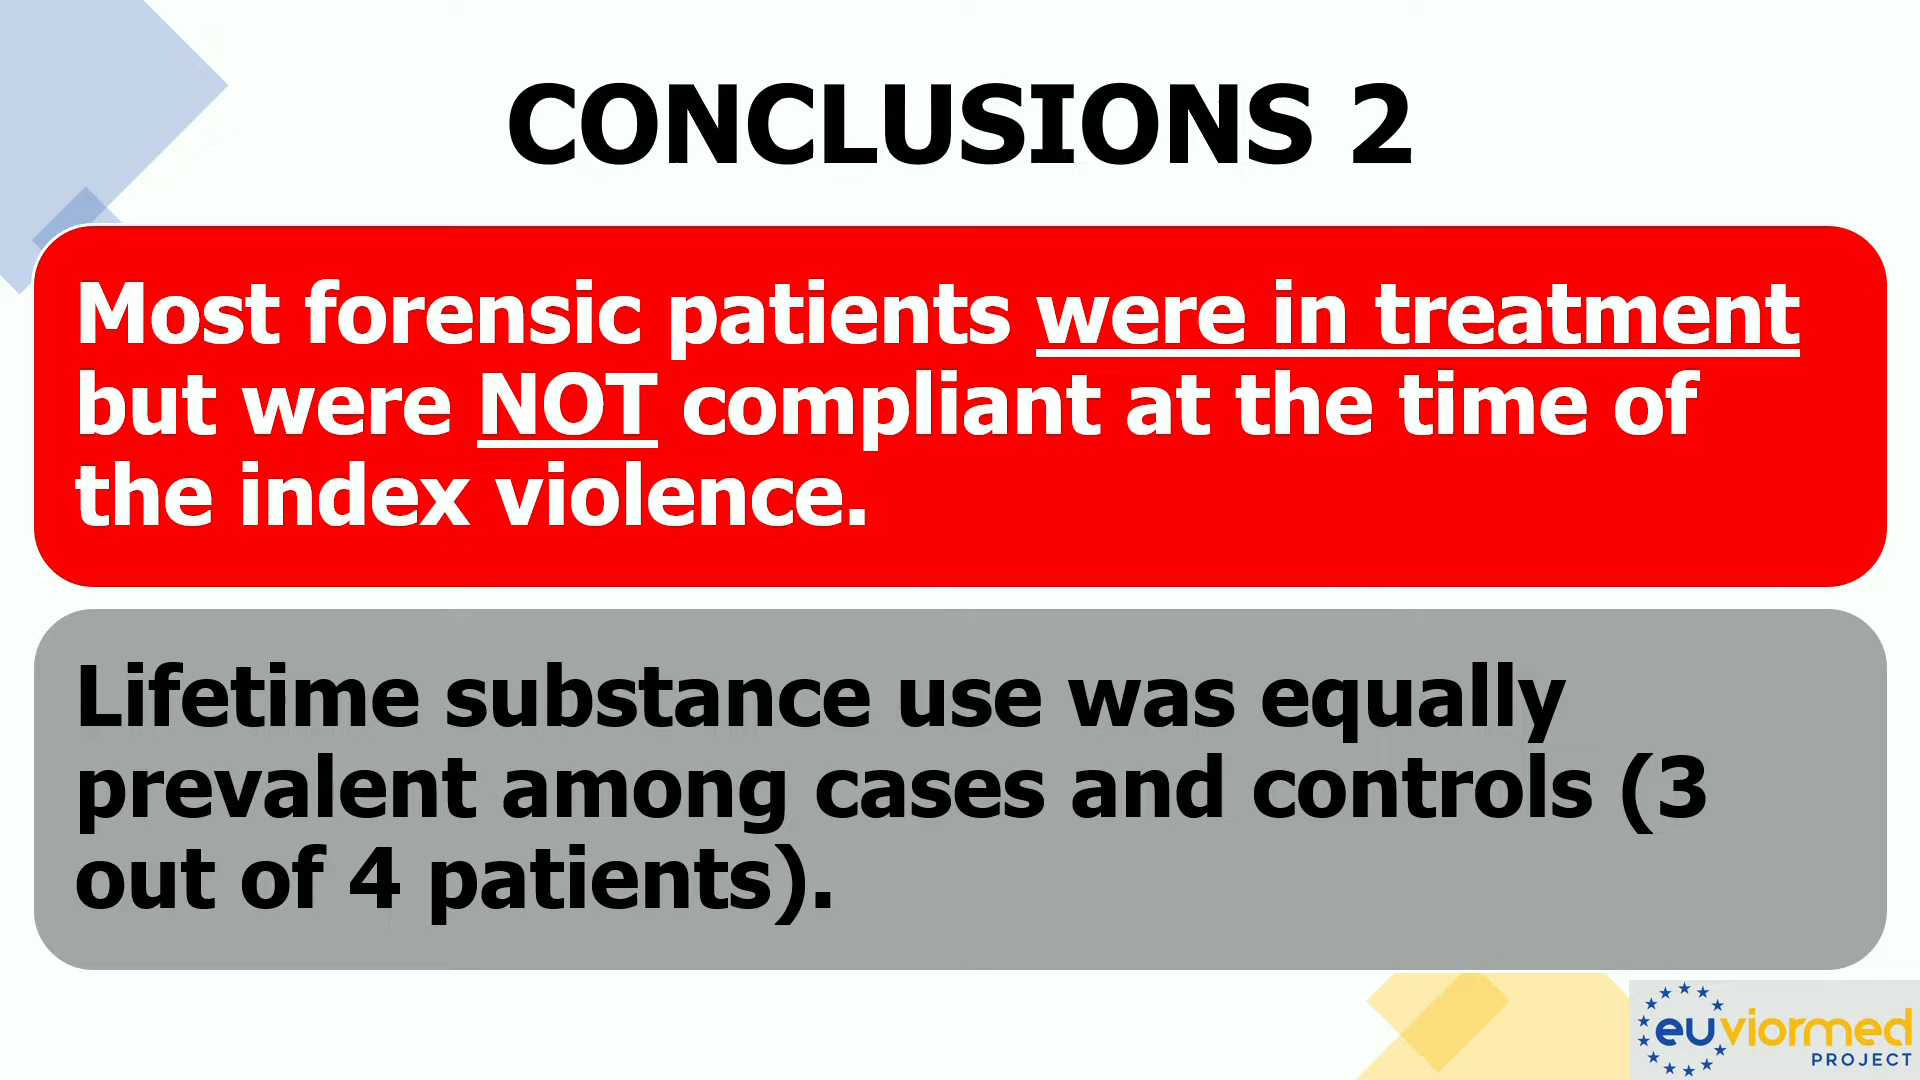 CONCLUSIONS 2
Most forensic patients were in treatment
but were NOT compliant at the time of
the index violence.
Lifetime substance use was equally
prevalent among cases and controls (3
out of 4 patients).
euviormed
PROJECT